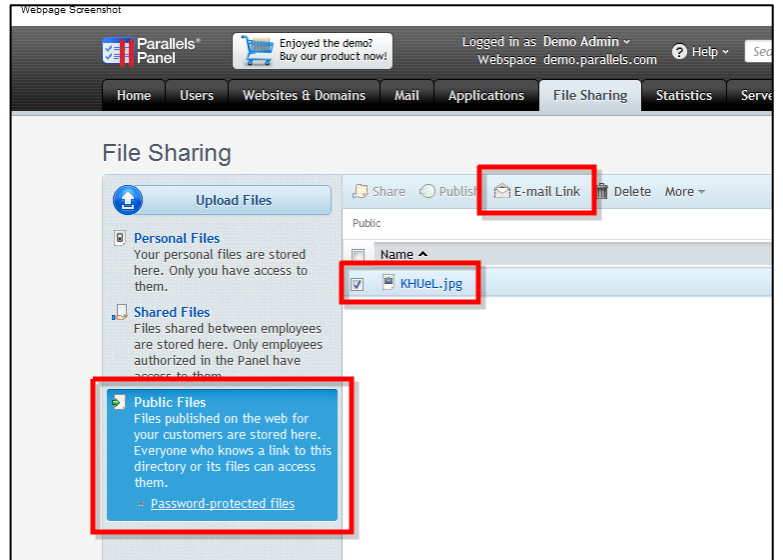 Webpage Screenshot
Parallels®
Panel
Enjoyed the demo?
Buy our product now!
Logged in as Demo Admin
Webspace demo.parallels.com
? Help
Home Users Websites & Domains Mail Applications File Sharing Statistics
File Sharing
Upload Files
Share Publish E-mail Link Delete More
Public
Personal Files
Your personal files are stored
here. Only you have access to
them.
Name
KHUeL.jpg
Shared Files
Files shared between employees
are stored here. Only employees
authorized in the Panel have
access to them.
Public Files
Files published on the web for
your customers are stored here.
Everyone who knows a link to this
directory or its files can access
them.
Password-protected files